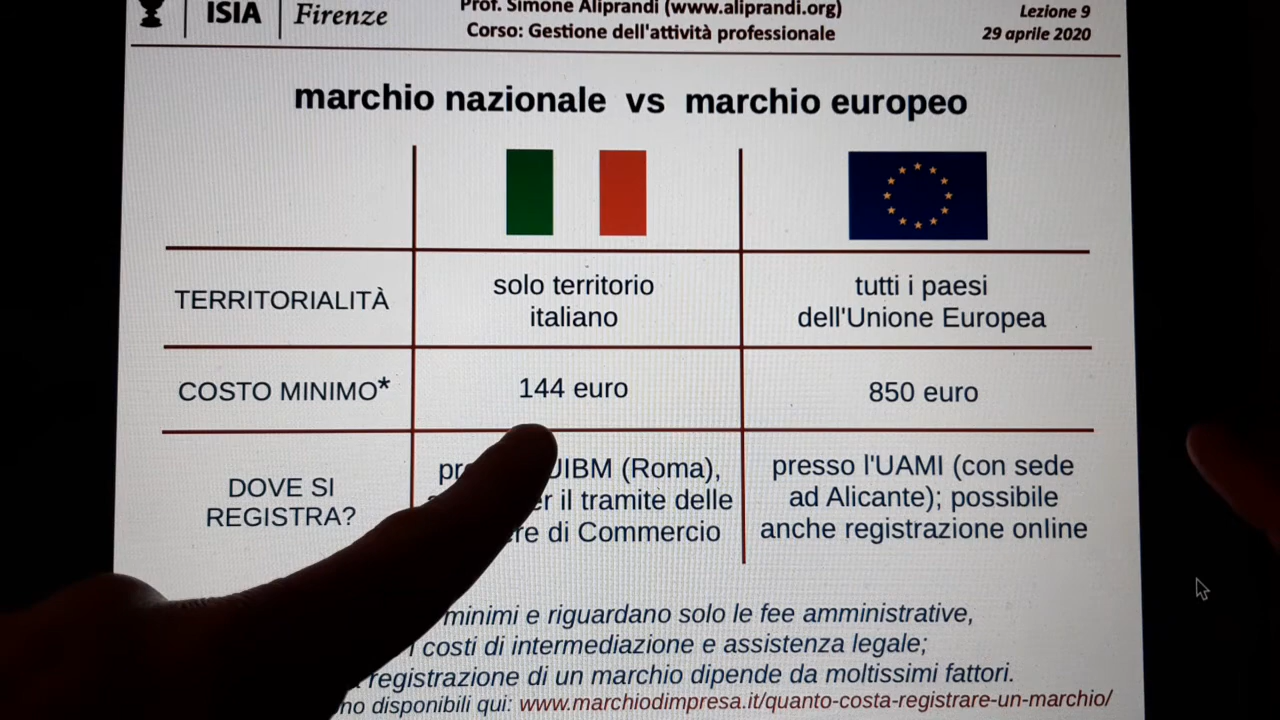 ISIA Firenze
Prof. Simone Aliprandi (www.aliprandi.org)
Corso: Gestione dell'attività professionale
Lezione 9
29 aprile 2020
marchio nazionale vs marchio europeo
TERRITORIALITÀ
solo territorio
italiano
tutti i paesi
dell'Unione Europea
COSTO MINIMO*
144 euro
850 euro
DOVE SI
REGISTRA?
UIBM (Roma),
il tramite delle
di Commercio
presso l'UAMI (con sede
ad Alicante); possibile
anche registrazione online
minimi e riguardano solo le fee amministrative,
i costi di intermediazione e assistenza legale;
registrazione di un marchio dipende da moltissimi fattori.
disponibili qui: www.marchiodimpresa.it/quanto-costa-registrare-un-marchio/